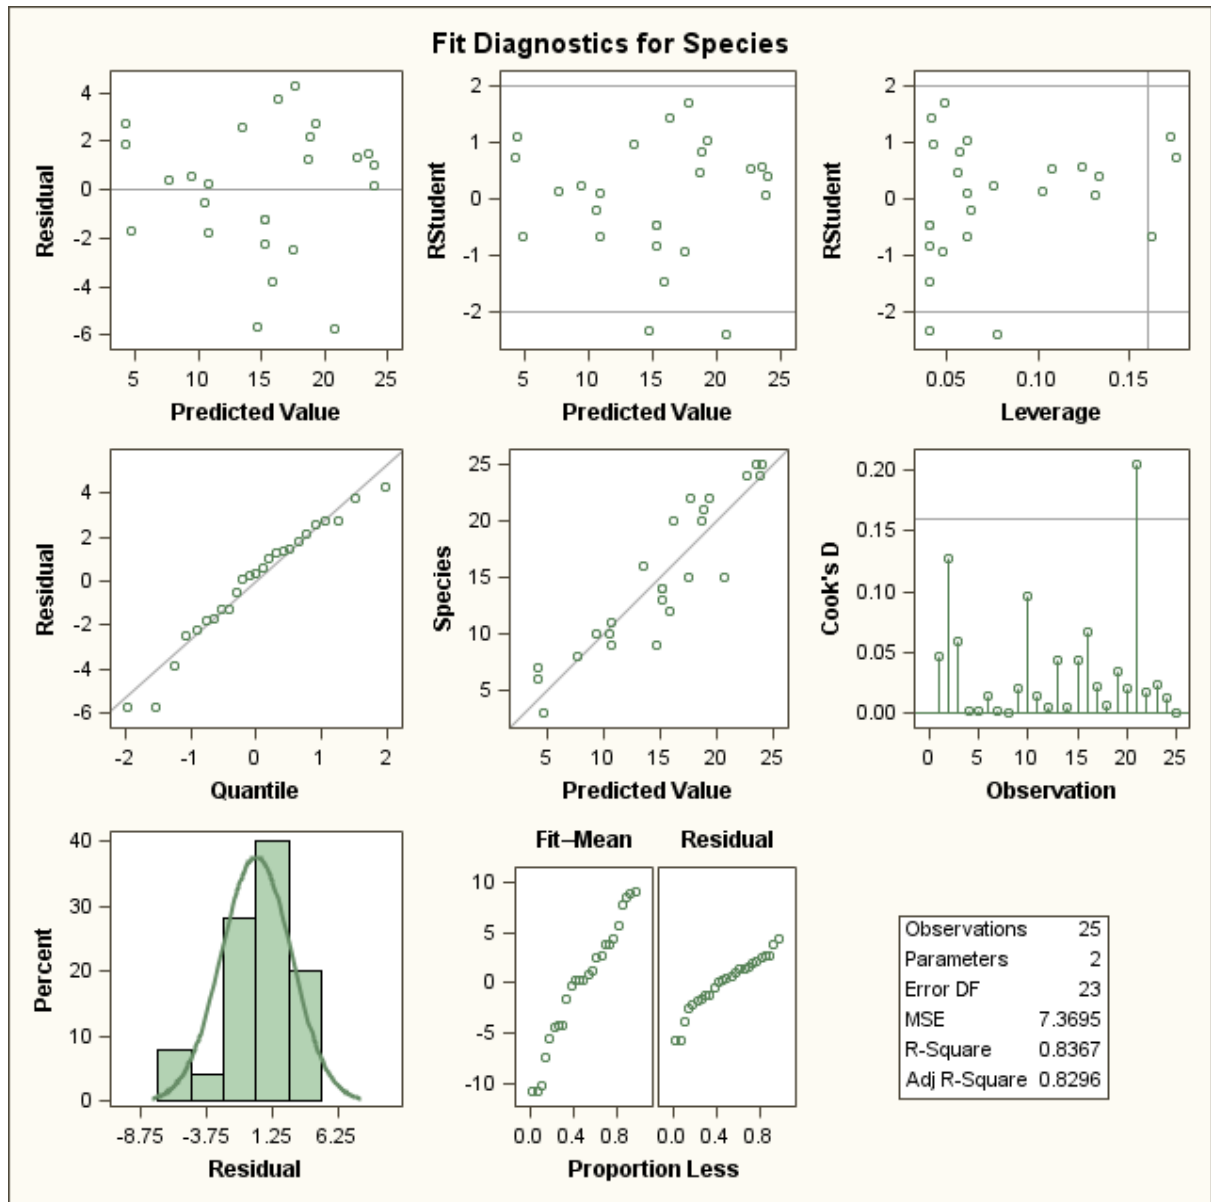 Fit Diagnostics for Species
Residual
4
2
0
-2
-4
-6
5 10 15 20 25
Predicted Value
RStudent
2
1
0
-1
-2
5 10 15 20 25
Predicted Value
RStudent
2
1
0
-1
-2
0.05 0.10 0.15
Leverage
Residual
4
2
0
-2
-4
-6
-2 -1 0 1 2
Quantile
Species
25
20
15
10
5
5 10 15 20 25
Predicted Value
Cook's D
0.20
0.15
0.10
0.05
0.00
0 5 10 15 20 25
Observation
Percent
40
30
20
10
0
-8.75 -3.75 1.25 6.25
Residual
Fit–Mean Residual
10
5
0
-5
-10
0.0 0.4 0.8 0.0 0.4 0.8
Proportion Less
Observations 25
Parameters 2
Error DF 23
MSE 7.3695
R-Square 0.8367
Adj R-Square 0.8296